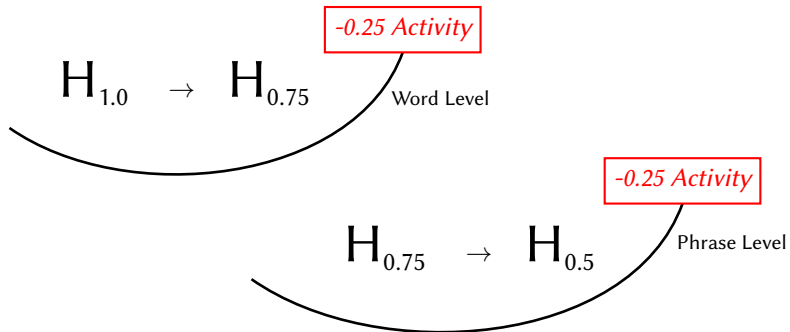 -0.25 Activity
H1.0 → H0.75
Word Level
-0.25 Activity
H0.75 → H0.5
Phrase Level